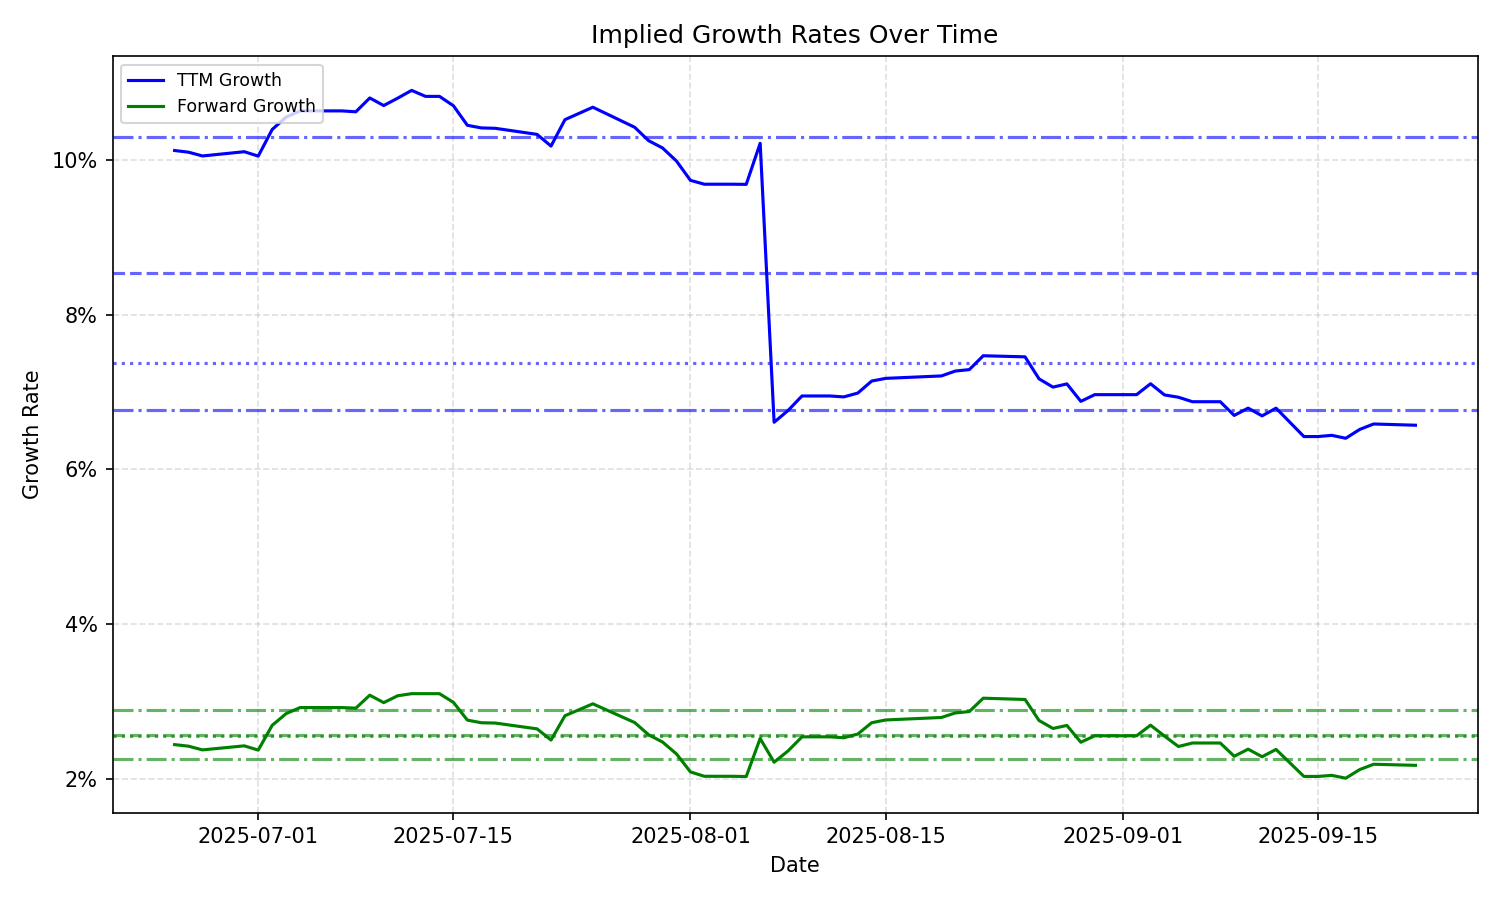 Implied Growth Rates Over Time
TTM Growth
Forward Growth
10%
8%
6%
4%
2%
Growth Rate
2025-07-01
2025-07-15
2025-08-01
2025-08-15
2025-09-01
2025-09-15
Date